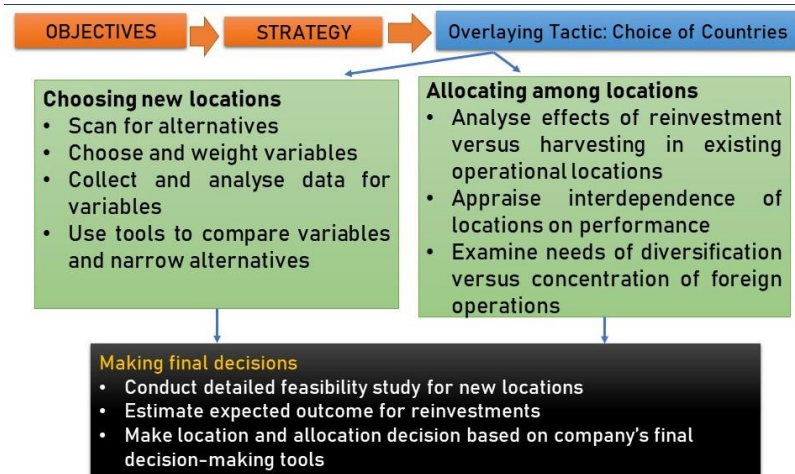 OBJECTIVES
STRATEGY
Overlaying Tactic: Choice of Countries
Choosing new locations
• Scan for alternatives
• Choose and weight variables
• Collect and analyse data for
variables
• Use tools to compare variables
and narrow alternatives
Allocating among locations
• Analyse effects of reinvestment
versus harvesting in existing
operational locations
• Appraise interdependence of
locations on performance
• Examine needs of diversification
versus concentration of foreign
operations
Making final decisions
• Conduct detailed feasibility study for new locations
• Estimate expected outcome for reinvestments
• Make location and allocation decision based on company’s final
decision-making tools